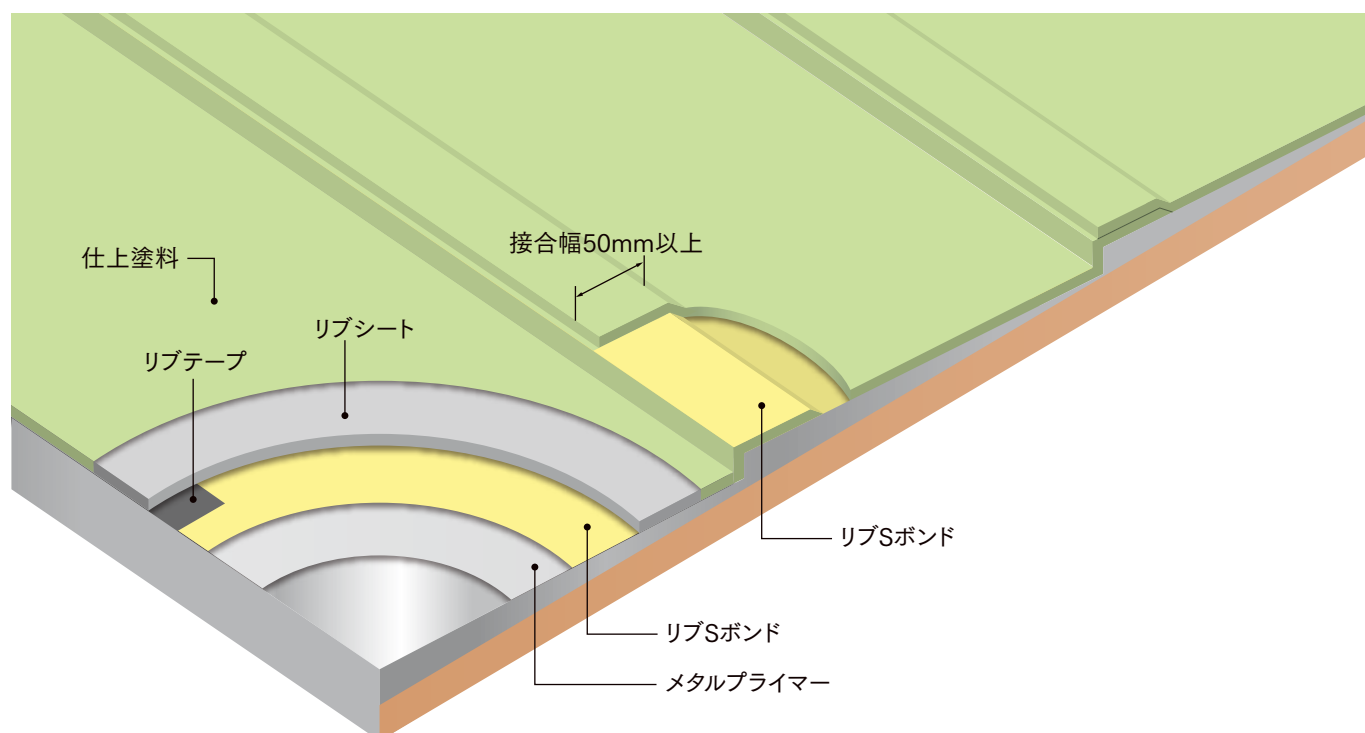 接合幅50mm以上
仕上塗料
リブシート
リブテープ
リブSボンド
リブSボンド
メタルプライマー